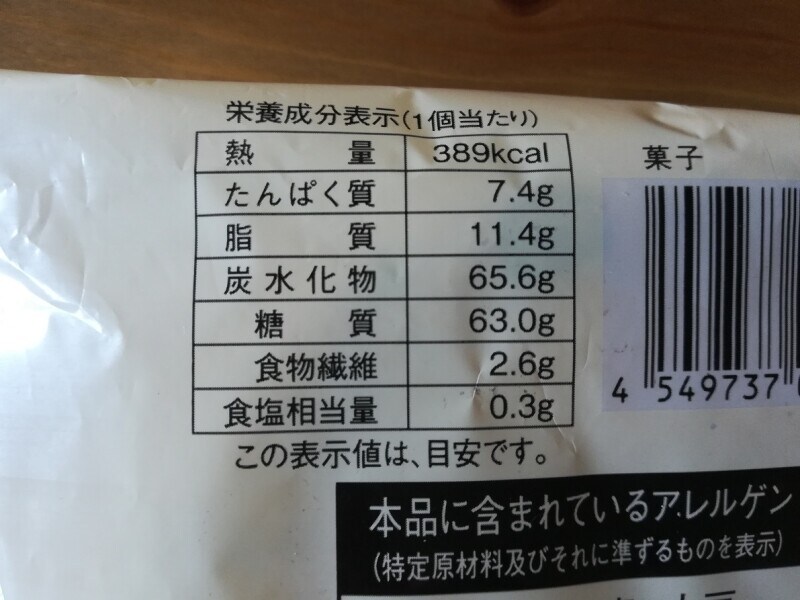 栄養成分表示(1個当たり)
熱量 389kcal
たんぱく質 7.4g
脂質 11.4g
炭水化物 65.6g
糖質 63.0g
食物繊維 2.6g
食塩相当量 0.3g
この表示値は、目安です。
菓子
4 549737
本品に含まれているアレルゲン
(特定原材料及びそれに準ずるものを表示)